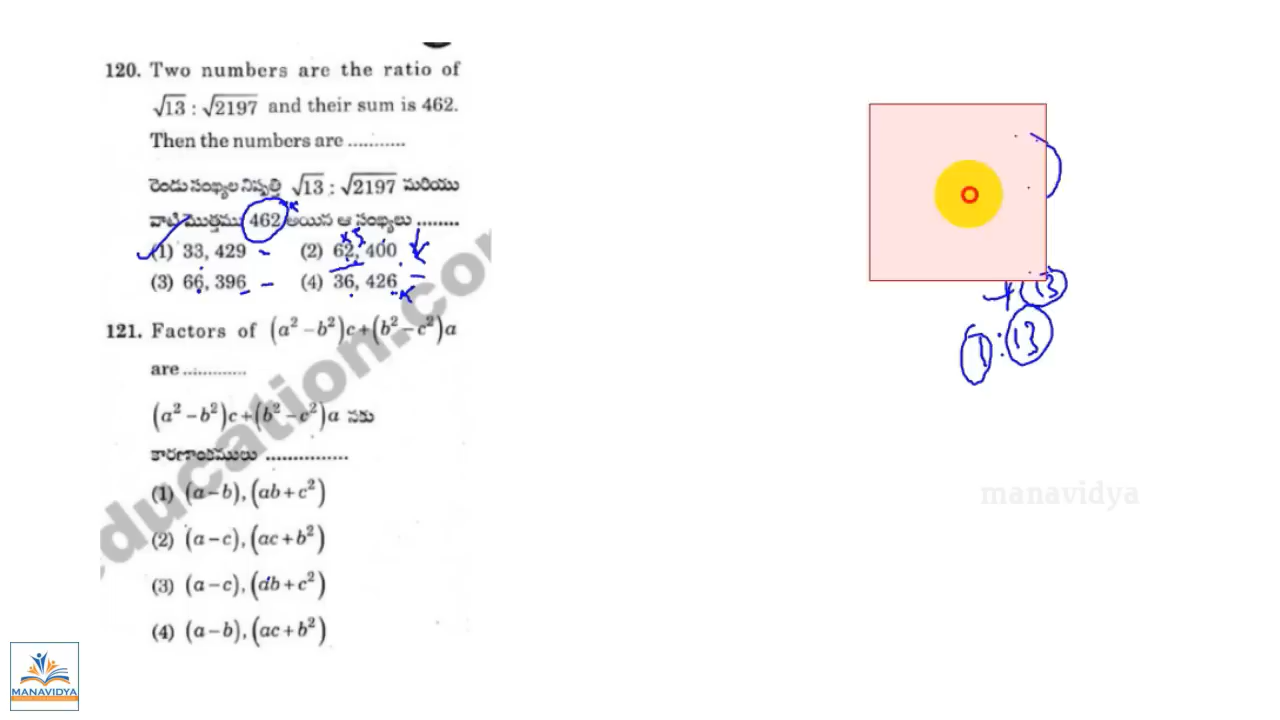 120. Two numbers are the ratio of
√13 : √2197 and their sum is 462.
Then the numbers are ...........
రెండు సంఖ్యల నిష్పత్తి √13 : √2197 మరియు
వాటి మొత్తము 462 అయిన ఆ సంఖ్యలు ........
(1) 33, 429 (2) 62, 400
(3) 66, 396 (4) 36, 426
121. Factors of (a² – b²)c + (b² – c²)a
are ............
(a² – b²)c + (b² – c²)a నకు
కారణాంకములు ...............
(1) (a – b), (ab + c²)
(2) (a – c), (ac + b²)
(3) (a – c), (ab + c²)
(4) (a – b), (ac + b²)
ducation.com
13
1 : 13
manavidya
MANAVIDYA